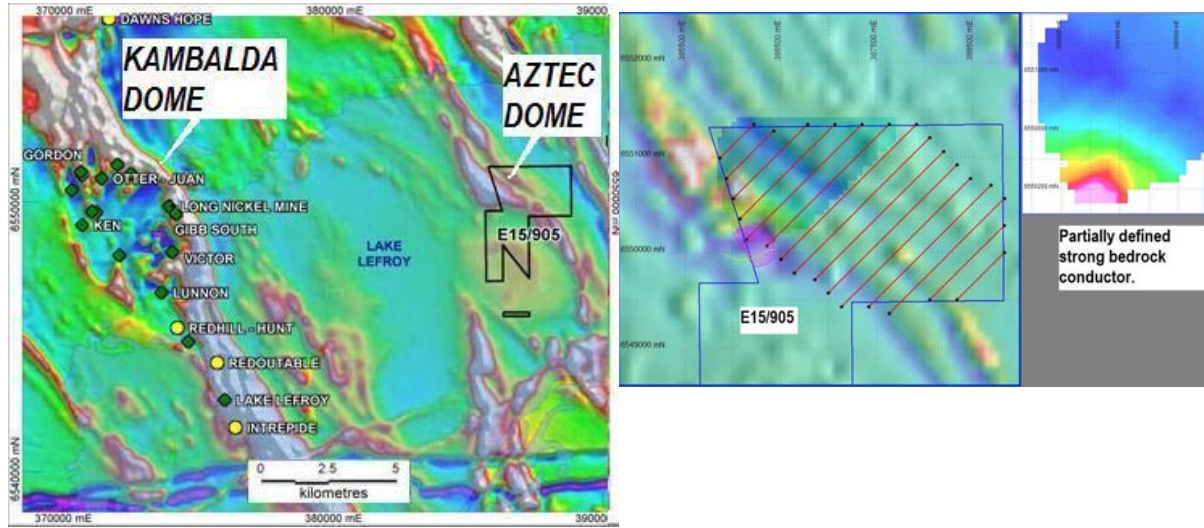 370000 mE
380000 mE
39000
DAWNS HOPE
KAMBALDA
DOME
AZTEC
DOME
GORDON
OTTER - JUAN
6550000 mN
6550000 mN
LONG NICKEL MINE
KEN
GIBB SOUTH
E15/905
LAKE
LEFROY
VICTOR
LUNNON
REDHILL - HUNT
REDOUTABLE
LAKE LEFROY
INTREPIDE
6540000 mN
0 2.5 5
kilometres
370000 mE
380000 mE
39000
6552000 mN
6551000 mN
6550000 mN
6549000 mN
E15/905
Partially defined
strong bedrock
conductor.